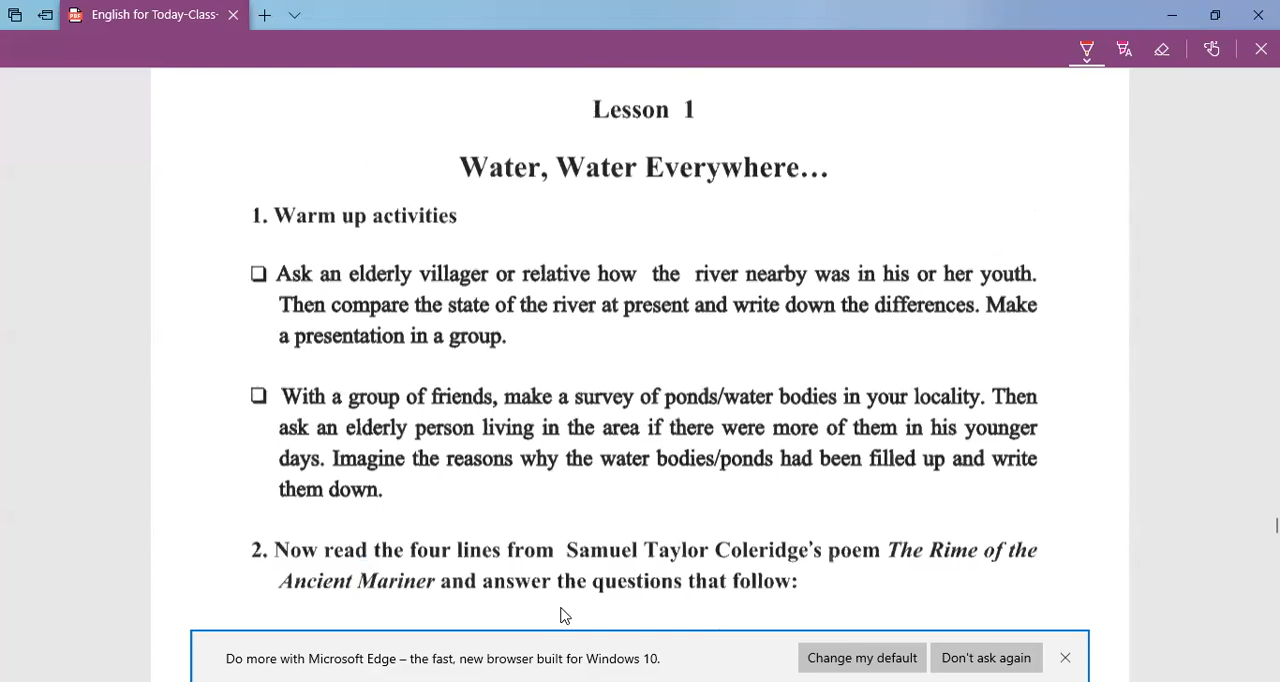 English for Today-Class-
Lesson 1
Water, Water Everywhere...
1. Warm up activities
❑ Ask an elderly villager or relative how the river nearby was in his or her youth.
Then compare the state of the river at present and write down the differences. Make
a presentation in a group.
❑ With a group of friends, make a survey of ponds/water bodies in your locality. Then
ask an elderly person living in the area if there were more of them in his younger
days. Imagine the reasons why the water bodies/ponds had been filled up and write
them down.
2. Now read the four lines from Samuel Taylor Coleridge's poem The Rime of the
Ancient Mariner and answer the questions that follow:
Do more with Microsoft Edge – the fast, new browser built for Windows 10.
Change my default
Don't ask again